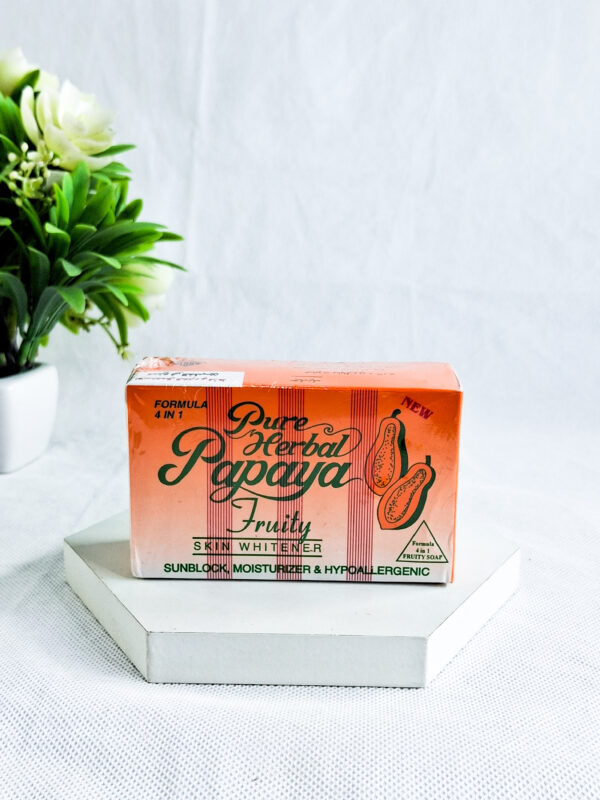 FORMULA
4 IN 1
NEW
Pure
Herbal
Papaya
Fruity
SKIN WHITENER
Formula
4 in 1
FRUITY SOAP
SUNBLOCK, MOISTURIZER & HYPOALLERGENIC